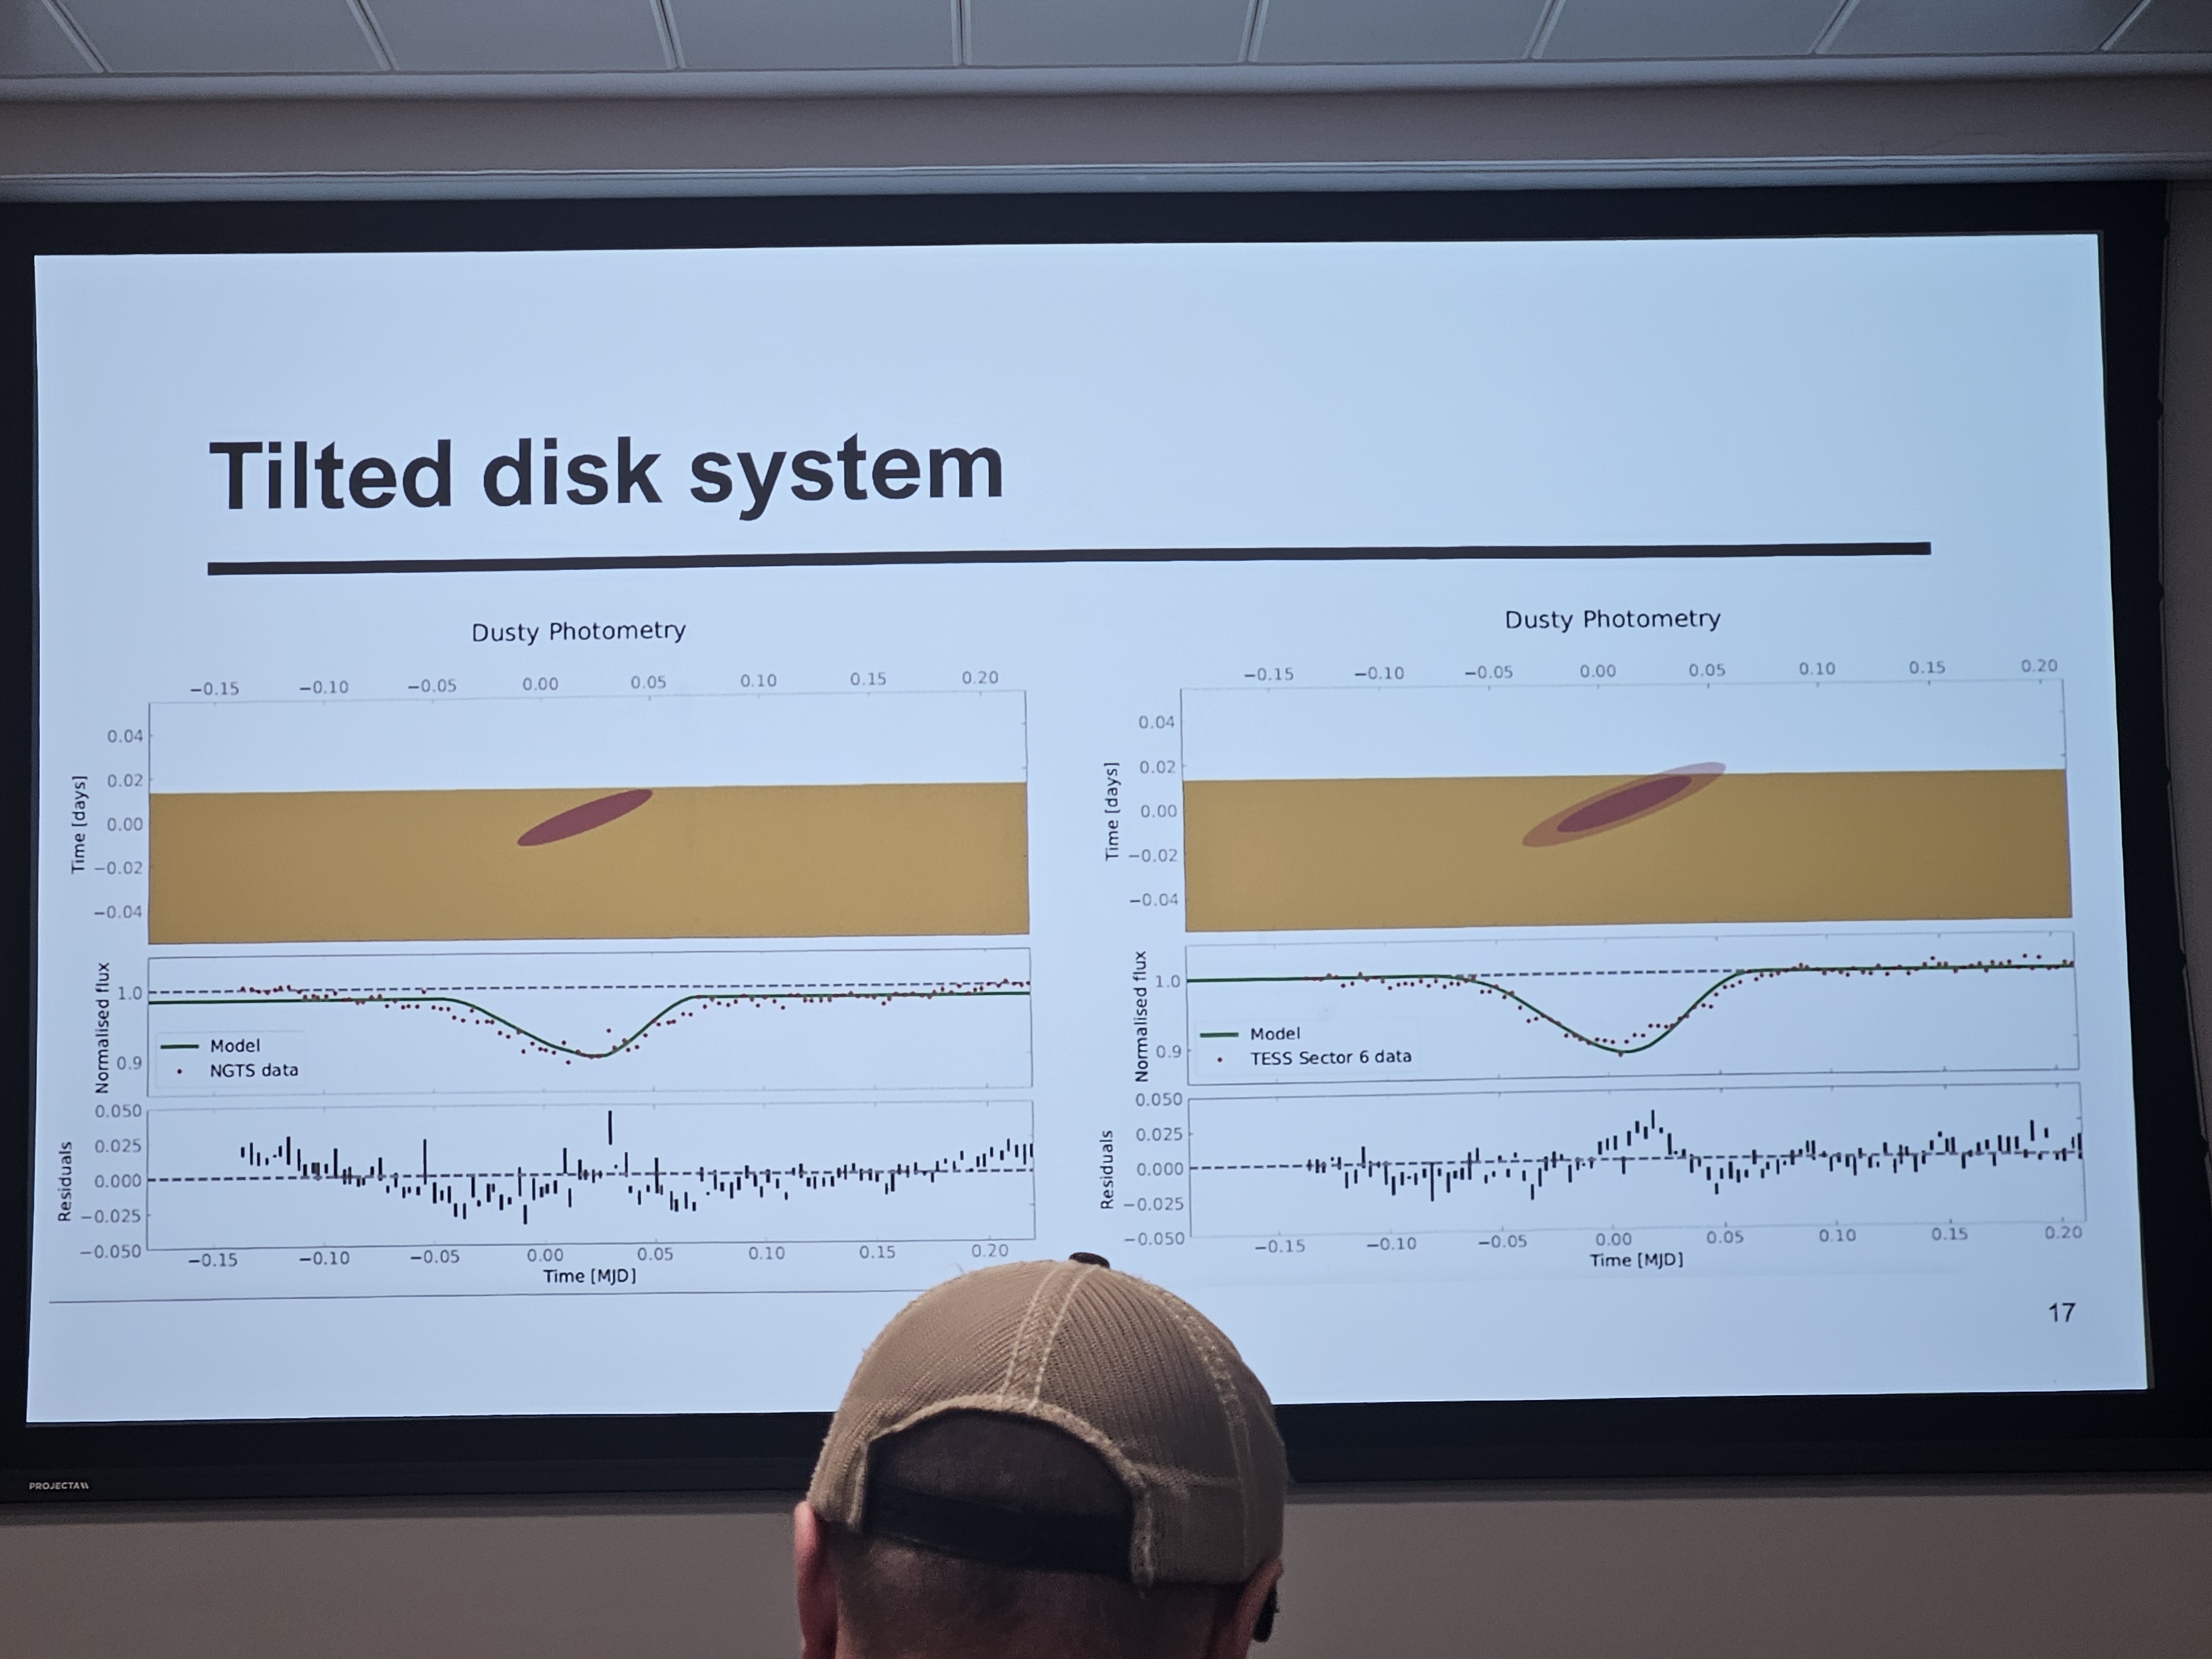 Tilted disk system
Dusty Photometry
−0.15 −0.10 −0.05 0.00 0.05 0.10 0.15 0.20
Time [days]
0.04
0.02
0.00
−0.02
−0.04
Normalised flux
1.0
0.9
Model
NGTS data
Residuals
0.050
0.025
0.000
−0.025
−0.050
−0.15 −0.10 −0.05 0.00 0.05 0.10 0.15 0.20
Time [MJD]
Dusty Photometry
−0.15 −0.10 −0.05 0.00 0.05 0.10 0.15 0.20
Time [days]
0.04
0.02
0.00
−0.02
−0.04
Normalised flux
1.0
0.9
Model
TESS Sector 6 data
Residuals
0.050
0.025
0.000
−0.025
−0.050
−0.15 −0.10 −0.05 0.00 0.05 0.10 0.15 0.20
Time [MJD]
17
PROJECTA